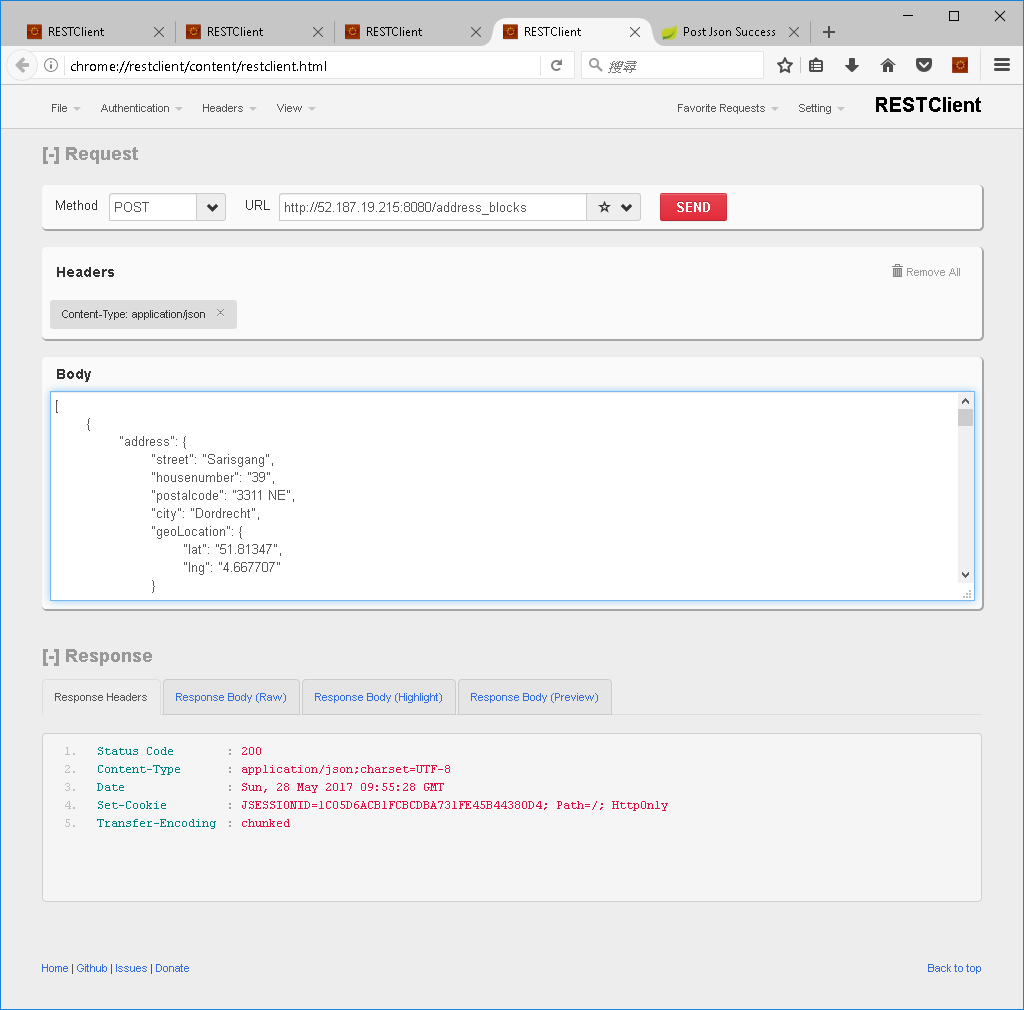 RESTClient RESTClient RESTClient RESTClient Post Json Success
chrome://restclient/content/restclient.html 搜尋
File Authentication Headers View Favorite Requests Setting RESTClient
[-] Request
Method POST URL http://52.187.19.215:8080/address_blocks SEND
Headers Remove All
Content-Type: application/json
Body
[
{
"address": {
"street": "Sarisgang",
"housenumber": "39",
"postalcode": "3311 NE",
"city": "Dordrecht",
"geoLocation": {
"lat": "51.81347",
"lng": "4.667707"
}
[-] Response
Response Headers Response Body (Raw) Response Body (Highlight) Response Body (Preview)
1. Status Code : 200
2. Content-Type : application/json;charset=UTF-8
3. Date : Sun, 28 May 2017 09:55:28 GMT
4. Set-Cookie : JSESSIONID=1C05D6ACB1FCBCDBA731FE45B44380D4; Path=/; HttpOnly
5. Transfer-Encoding : chunked
Home | Github | Issues | Donate Back to top